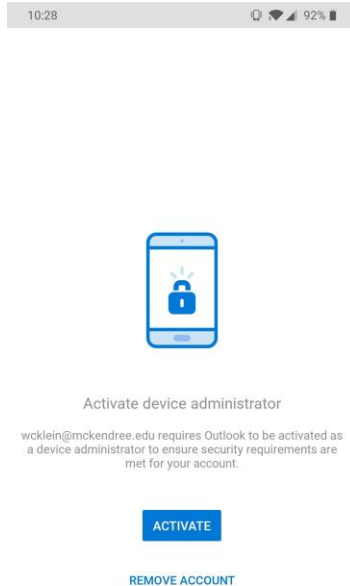 10:28 92%
Activate device administrator
wcklein@mckendree.edu requires Outlook to be activated as
a device administrator to ensure security requirements are
met for your account.
ACTIVATE
REMOVE ACCOUNT